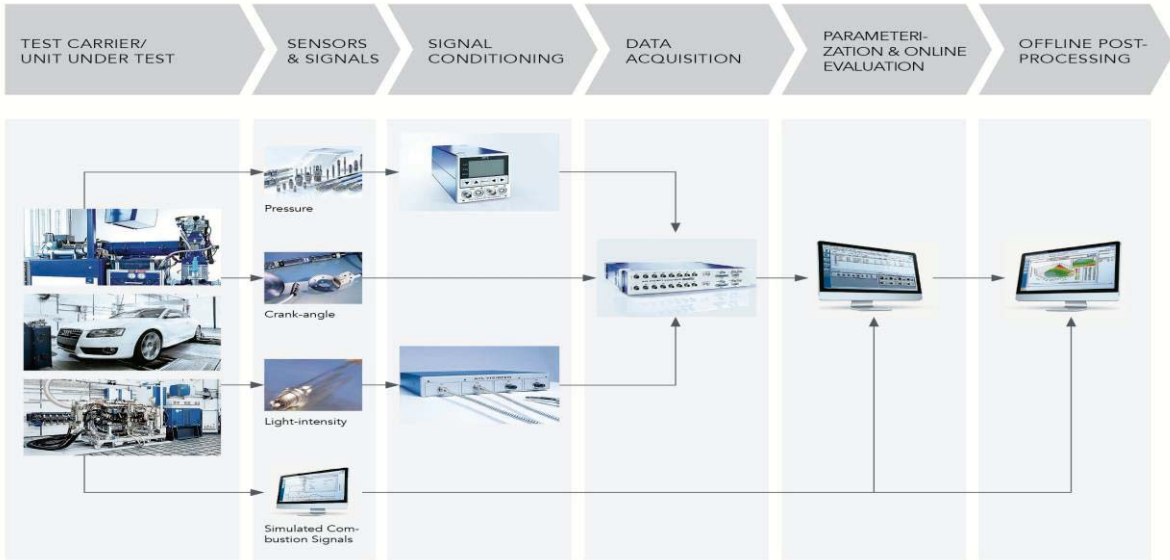 TEST CARRIER/
UNIT UNDER TEST
SENSORS
& SIGNALS
SIGNAL
CONDITIONING
DATA
ACQUISITION
PARAMETERI-
ZATION & ONLINE
EVALUATION
OFFLINE POST-
PROCESSING
Pressure
Crank-angle
Light-intensity
Simulated Com-
bustion Signals